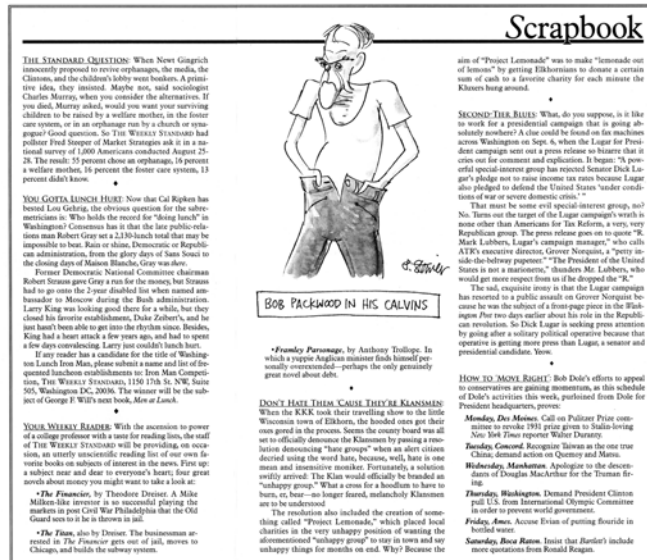 Scrapbook
THE STANDARD QUESTION: When Newt Gingrich
innocently proposed to revive orphanages, the media, the
Clintons, and the children's lobby went bonkers. A primi-
tive idea, they insisted. Maybe not, said sociologist
Charles Murray, when you consider the alternatives. If
you died, Murray asked, would you want your surviving
children to be raised by a welfare mother, in the foster
care system, or in an orphanage run by a church or syna-
gogue? Good question. So THE WEEKLY STANDARD had
pollster Fred Steeper of Market Strategies ask it in a na-
tional survey of 1,000 Americans conducted August 25-
28. The result: 55 percent chose an orphanage, 16 percent
a welfare mother, 16 percent the foster care system, 13
percent didn't know.
♦
YOU GOTTA LUNCH HURT: Now that Cal Ripken has
bested Lou Gehrig, the obvious question for the sabre-
metricians is: Who holds the record for "doing lunch" in
Washington? Consensus has it that the late public-rela-
tions man Robert Gray set a 2,130-lunch total that may be
impossible to beat. Rain or shine, Democratic or Republi-
can administration, from the glory days of Sans Souci to
the closing days of Maison Blanche, Gray was there.
Former Democratic National Committee chairman
Robert Strauss gave Gray a run for the money, but Strauss
had to go onto the 2-year disabled list when named am-
bassador to Moscow during the Bush administration.
Larry King was looking good there for a while, but they
closed his favorite establishment, Duke Zeibert's, and he
just hasn't been able to get into the rhythm since. Besides,
King had a heart attack a few years ago, and had to spend
a few days convalescing. Larry just couldn't lunch hurt.
If any reader has a candidate for the title of Washing-
ton Lunch Iron Man, please submit a name and list of fre-
quented luncheon establishments to: Iron Man Competi-
tion, THE WEEKLY STANDARD, 1150 17th St. NW, Suite
505, Washington DC, 20036. The winner will be the sub-
ject of George F. Will's next book, Men at Lunch.
♦
YOUR WEEKLY READER: With the ascension to power
of a college professor with a taste for reading lists, the staff
of THE WEEKLY STANDARD will be providing, on occa-
sion, an utterly unscientific reading list of our own fa-
vorite books on subjects of interest in the news. First up:
a subject near and dear to everyone's heart; four great
novels about money you might want to take a look at:
•The Financier, by Theodore Dreiser. A Mike
Milken-like investor is so successful playing the
markets in post Civil War Philadelphia that the Old
Guard sees to it he is thrown in jail.
•The Titan, also by Dreiser. The businessman ar-
rested in The Financier gets out of jail, moves to
Chicago, and builds the subway system.
BOB PACKWOOD IN HIS CALVINS
•Framley Parsonage, by Anthony Trollope. In
which a yuppie Anglican minister finds himself per-
sonally overextended—perhaps the only genuinely
great novel about debt.
♦
DON'T HATE THEM 'CAUSE THEY'RE KLANSMEN:
When the KKK took their travelling show to the little
Wisconsin town of Elkhorn, the hooded ones got their
oxes gored in the process. Seems the county board was all
set to officially denounce the Klansmen by passing a reso-
lution denouncing "hate groups" when an alert citizen
decried using the word hate, because, well, hate is one
mean and insensitive moniker. Fortunately, a solution
swiftly arrived: The Klan would officially be branded an
"unhappy group." What a cross for a hoodlum to have to
burn, er, bear—no longer feared, melancholy Klansmen
are to be understood
The resolution also included the creation of some-
thing called "Project Lemonade," which placed local
charities in the very unhappy position of wanting the
aforementioned "unhappy group" to stay in town and say
unhappy things for months on end. Why? Because the
aim of "Project Lemonade" was to make "lemonade out
of lemons" by getting Elkhornians to donate a certain
sum of cash to a favorite charity for each minute the
Kluxers hung around.
♦
SECOND-TIER BLUES: What, do you suppose, is it like
to work for a presidential campaign that is going ab-
solutely nowhere? A clue could be found on fax machines
across Washington on Sept. 6, when the Lugar for Presi-
dent campaign sent out a press release so bizarre that it
cries out for comment and explication. It began: "A pow-
erful special-interest group has rejected Senator Dick Lu-
gar's pledge not to raise income tax rates because Lugar
also pledged to defend the United States 'under condi-
tions of war or severe domestic crisis.'"
That must be some evil special-interest group, no?
No. Turns out the target of the Lugar campaign's wrath is
none other than Americans for Tax Reform, a very, very
Republican group. The press release goes on to quote "R.
Mark Lubbers, Lugar's campaign manager," who calls
ATR's executive director, Grover Norquist, a "petty in-
side-the-beltway pupeteer." "The President of the United
States is not a marionette," thunders Mr. Lubbers, who
would get more respect from us if he dropped the "R."
The sad, exquisite irony is that the Lugar campaign
has resorted to a public assault on Grover Norquist be-
cause he was the subject of a front-page piece in the Wash-
ington Post two days earlier about his role in the Republi-
can revolution. So Dick Lugar is seeking press attention
by going after a solitary political operative because that
operative is getting more press than Lugar, a senator and
presidential candidate. Yeow.
♦
HOW TO 'MOVE RIGHT': Bob Dole's efforts to appeal
to conservatives are gaining momentum, as this schedule
of Dole's activities this week, purloined from Dole for
President headquarters, proves:
Monday, Des Moines. Call on Pulitzer Prize com-
mittee to revoke 1931 prize given to Stalin-loving
New York Times reporter Walter Duranty.
Tuesday, Concord. Recognize Taiwan as the one true
China; demand action on Quemoy and Matsu.
Wednesday, Manhattan. Apologize to the descen-
dants of Douglas MacArthur for the Truman fir-
ing.
Thursday, Washington. Demand President Clinton
pull U.S. from International Olympic Committee
in order to prevent world government.
Friday, Ames. Accuse Evian of putting flouride in
bottled water.
Saturday, Boca Raton. Insist that Bartlett's include
more quotations from Ronald Reagan.